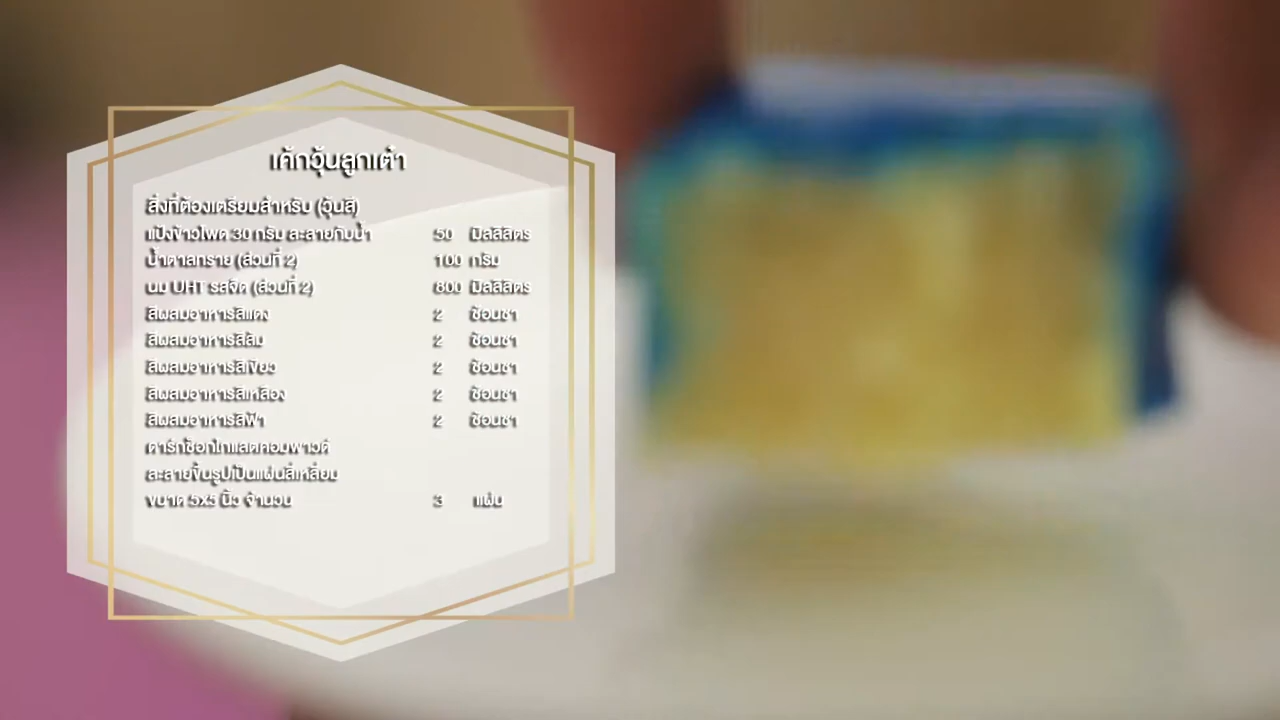 เค้กวุ้นลูกเต๋า
สิ่งที่ต้องเตรียมสำหรับ (วุ้นสี)
แป้งข้าวโพด 30 กรัม ละลายกับน้ำ 50 มิลลิลิตร
น้ำตาลทราย (ส่วนที่ 2) 100 กรัม
นม UHT รสจืด (ส่วนที่ 2) 600 มิลลิลิตร
สีผสมอาหารสีแดง 2 ช้อนชา
สีผสมอาหารสีส้ม 2 ช้อนชา
สีผสมอาหารสีเขียว 2 ช้อนชา
สีผสมอาหารสีเหลือง 2 ช้อนชา
สีผสมอาหารสีฟ้า 2 ช้อนชา
ดาร์กช็อกโกแลตคอมพาวด์
ละลายขึ้นรูปเป็นแผ่นสี่เหลี่ยม
ขนาด 5x5 นิ้ว จำนวน 3 แผ่น